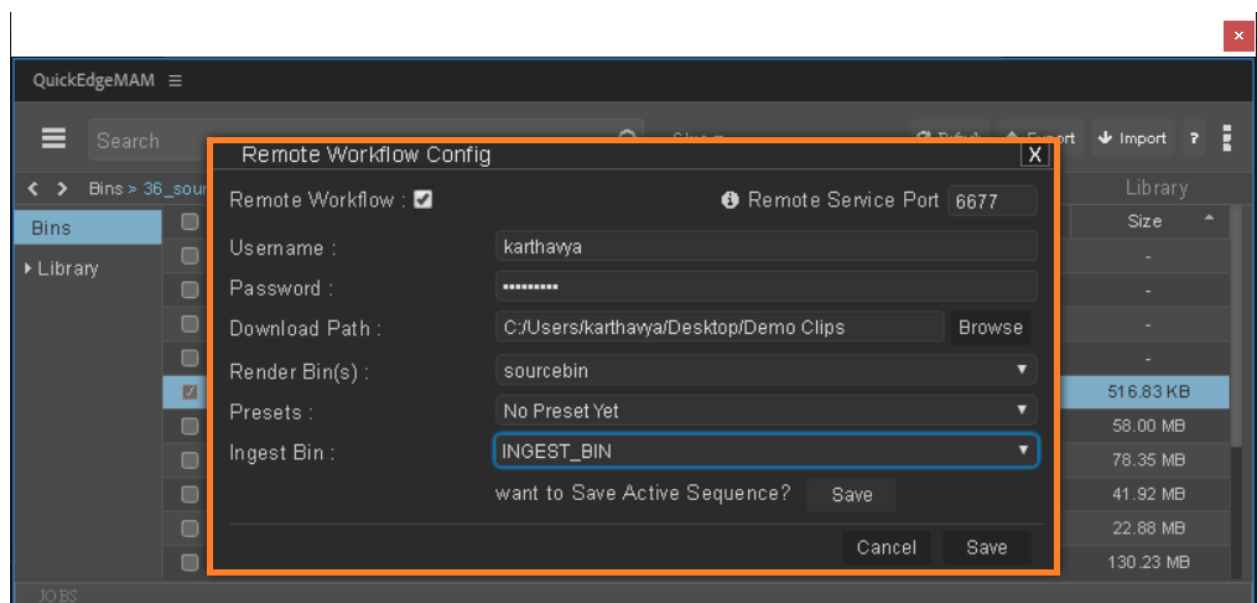 QuickEdgeMAM
Search
Export
Import
?
Remote Workflow Config
X
Bins > 36_sour
Library
Remote Workflow :
Remote Service Port 6677
Bins
Size
Username : karthavya
-
Library
Password : •••••••••
-
Download Path : C:/Users/karthavya/Desktop/Demo Clips Browse
-
-
Render Bin(s) : sourcebin
516.83 KB
Presets : No Preset Yet
58.00 MB
Ingest Bin : INGEST_BIN
78.35 MB
want to Save Active Sequence? Save
41.92 MB
22.88 MB
Cancel Save
130.23 MB
JOBS